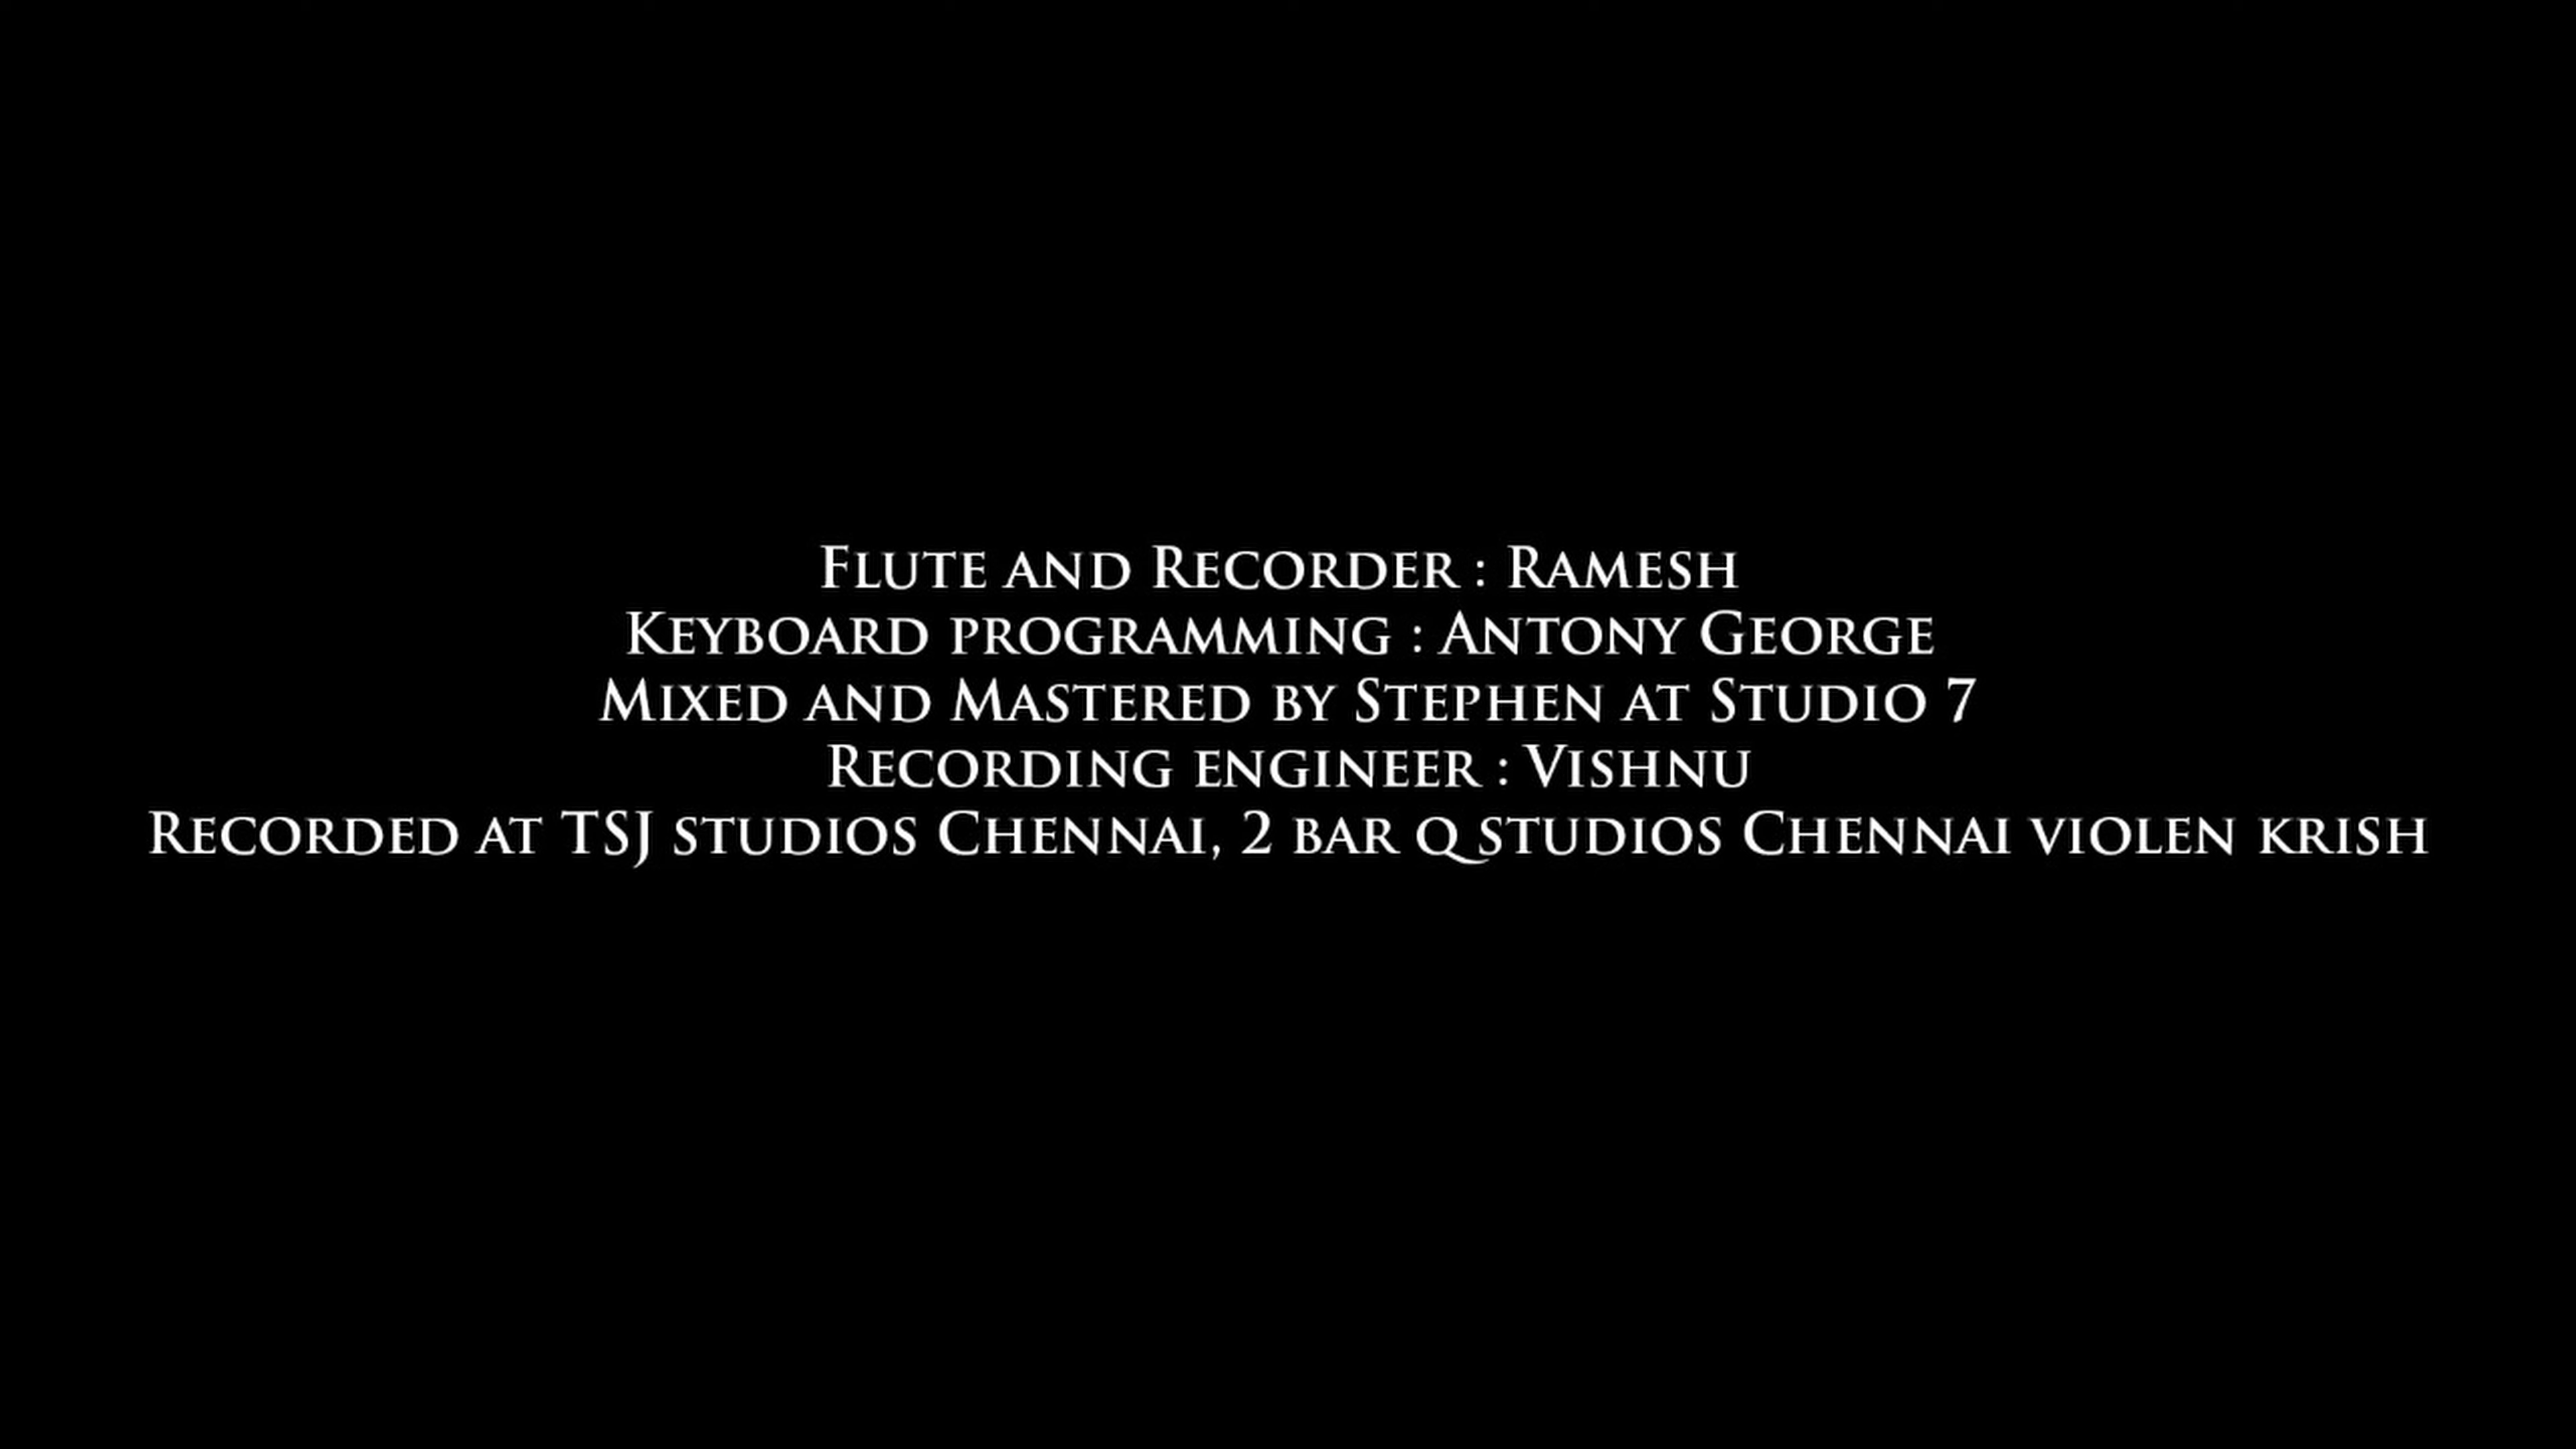 Flute and Recorder : Ramesh
Keyboard programming : Antony George
Mixed and Mastered by Stephen at Studio 7
Recording engineer : Vishnu
Recorded at TSJ studios Chennai, 2 bar q studios Chennai violen krish